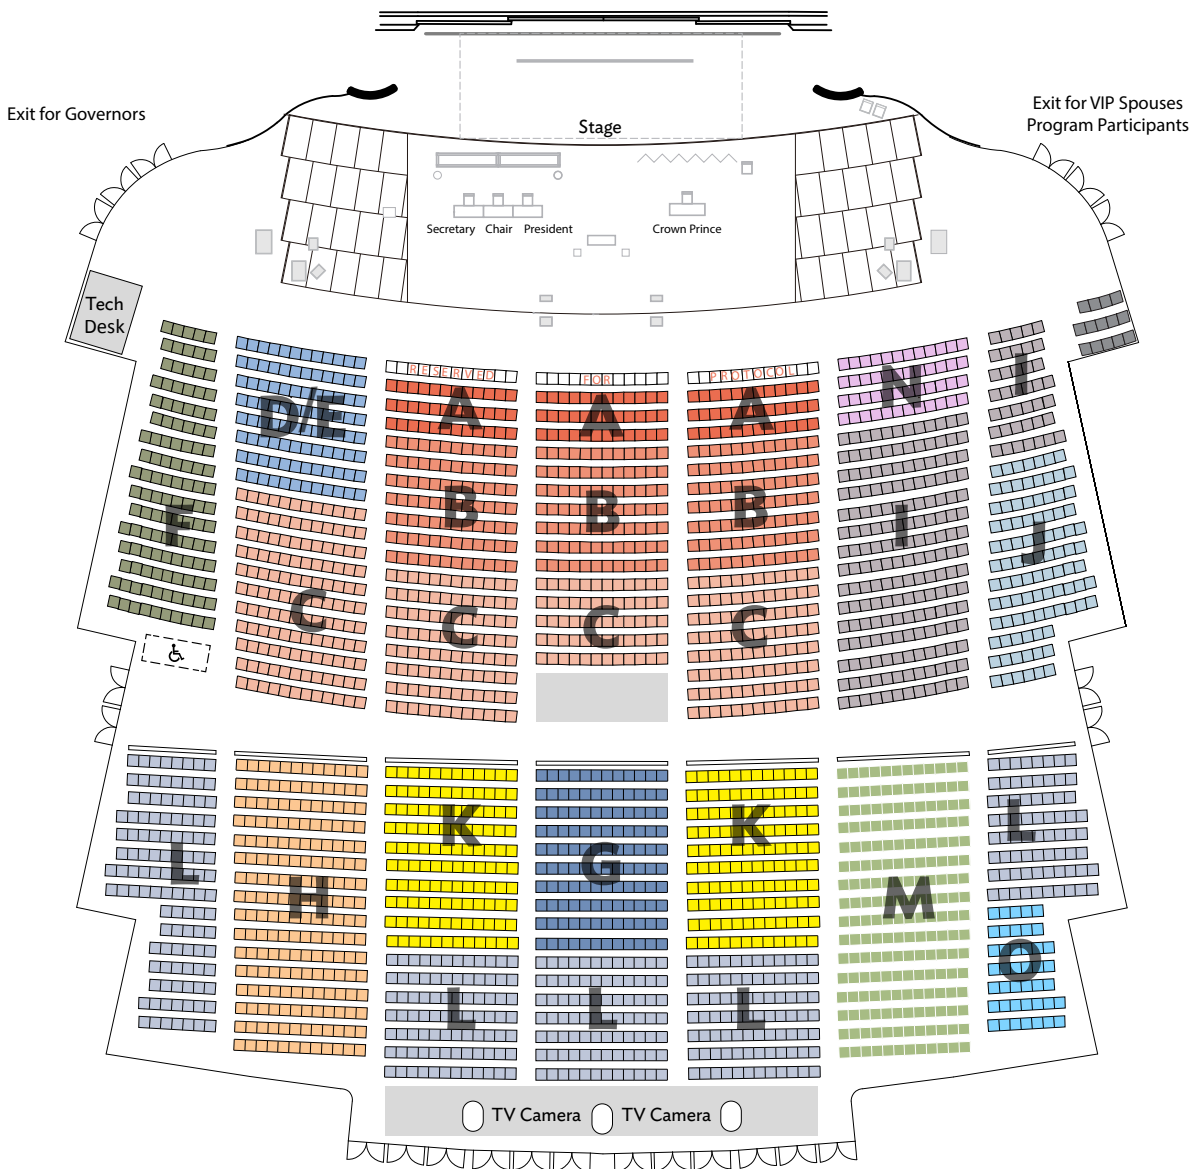 Exit for Governors
Exit for VIP Spouses
Program Participants
Stage
Secretary Chair President
Crown Prince
Tech
Desk
RESERVED FOR PROTOCOL
D/E A A A N I
F B B B I J
C C C C
K K L
L H G M
L L L O
TV Camera TV Camera